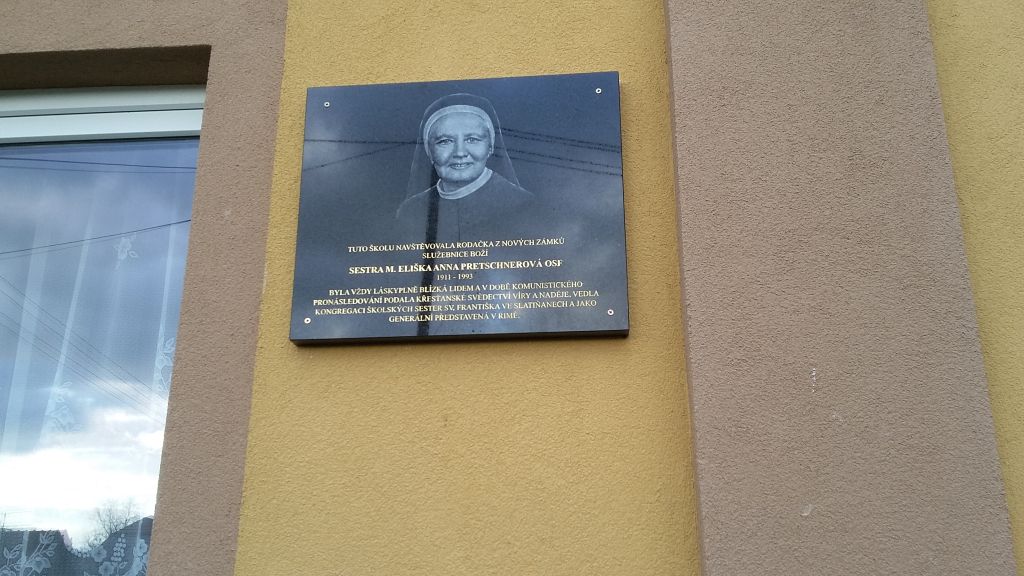 TUTO ŠKOLU NAVŠTĚVOVALA RODAČKA Z NOVÝCH ZÁMKŮ
SLUŽEBNICE BOŽÍ
SESTRA M. ELIŠKA ANNA PRETSCHNEROVÁ OSF
1911 - 1993
BYLA VŽDY LÁSKYPLNĚ BLÍZKÁ LIDEM A V DOBĚ KOMUNISTICKÉHO
PRONÁSLEDOVÁNÍ PODALA KŘESŤANSKÉ SVĚDECTVÍ VÍRY A NADĚJE. VEDLA
KONGREGACI ŠKOLSKÝCH SESTER SV. FRANTIŠKA VE SLATIŇANECH A JAKO
GENERÁLNÍ PŘEDSTAVENÁ V ŘÍMĚ.